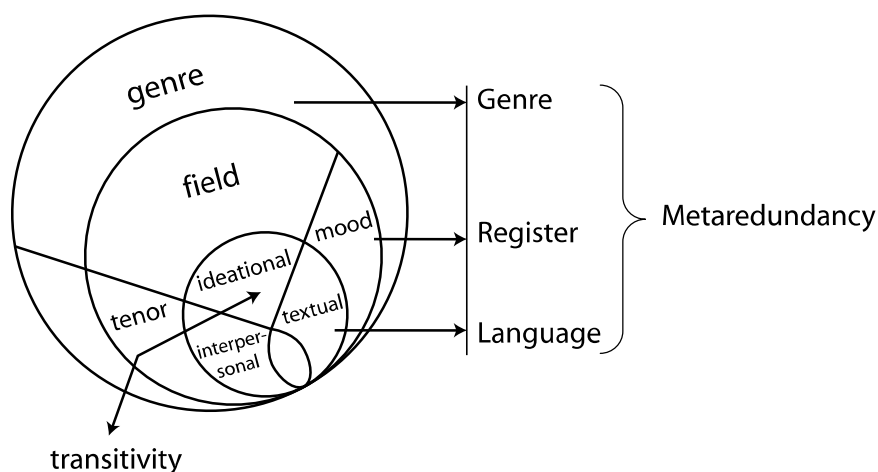 genre
Genre
field
mood
Register
Metaredundancy
ideational
tenor
textual
Language
interper-
sonal
transitivity